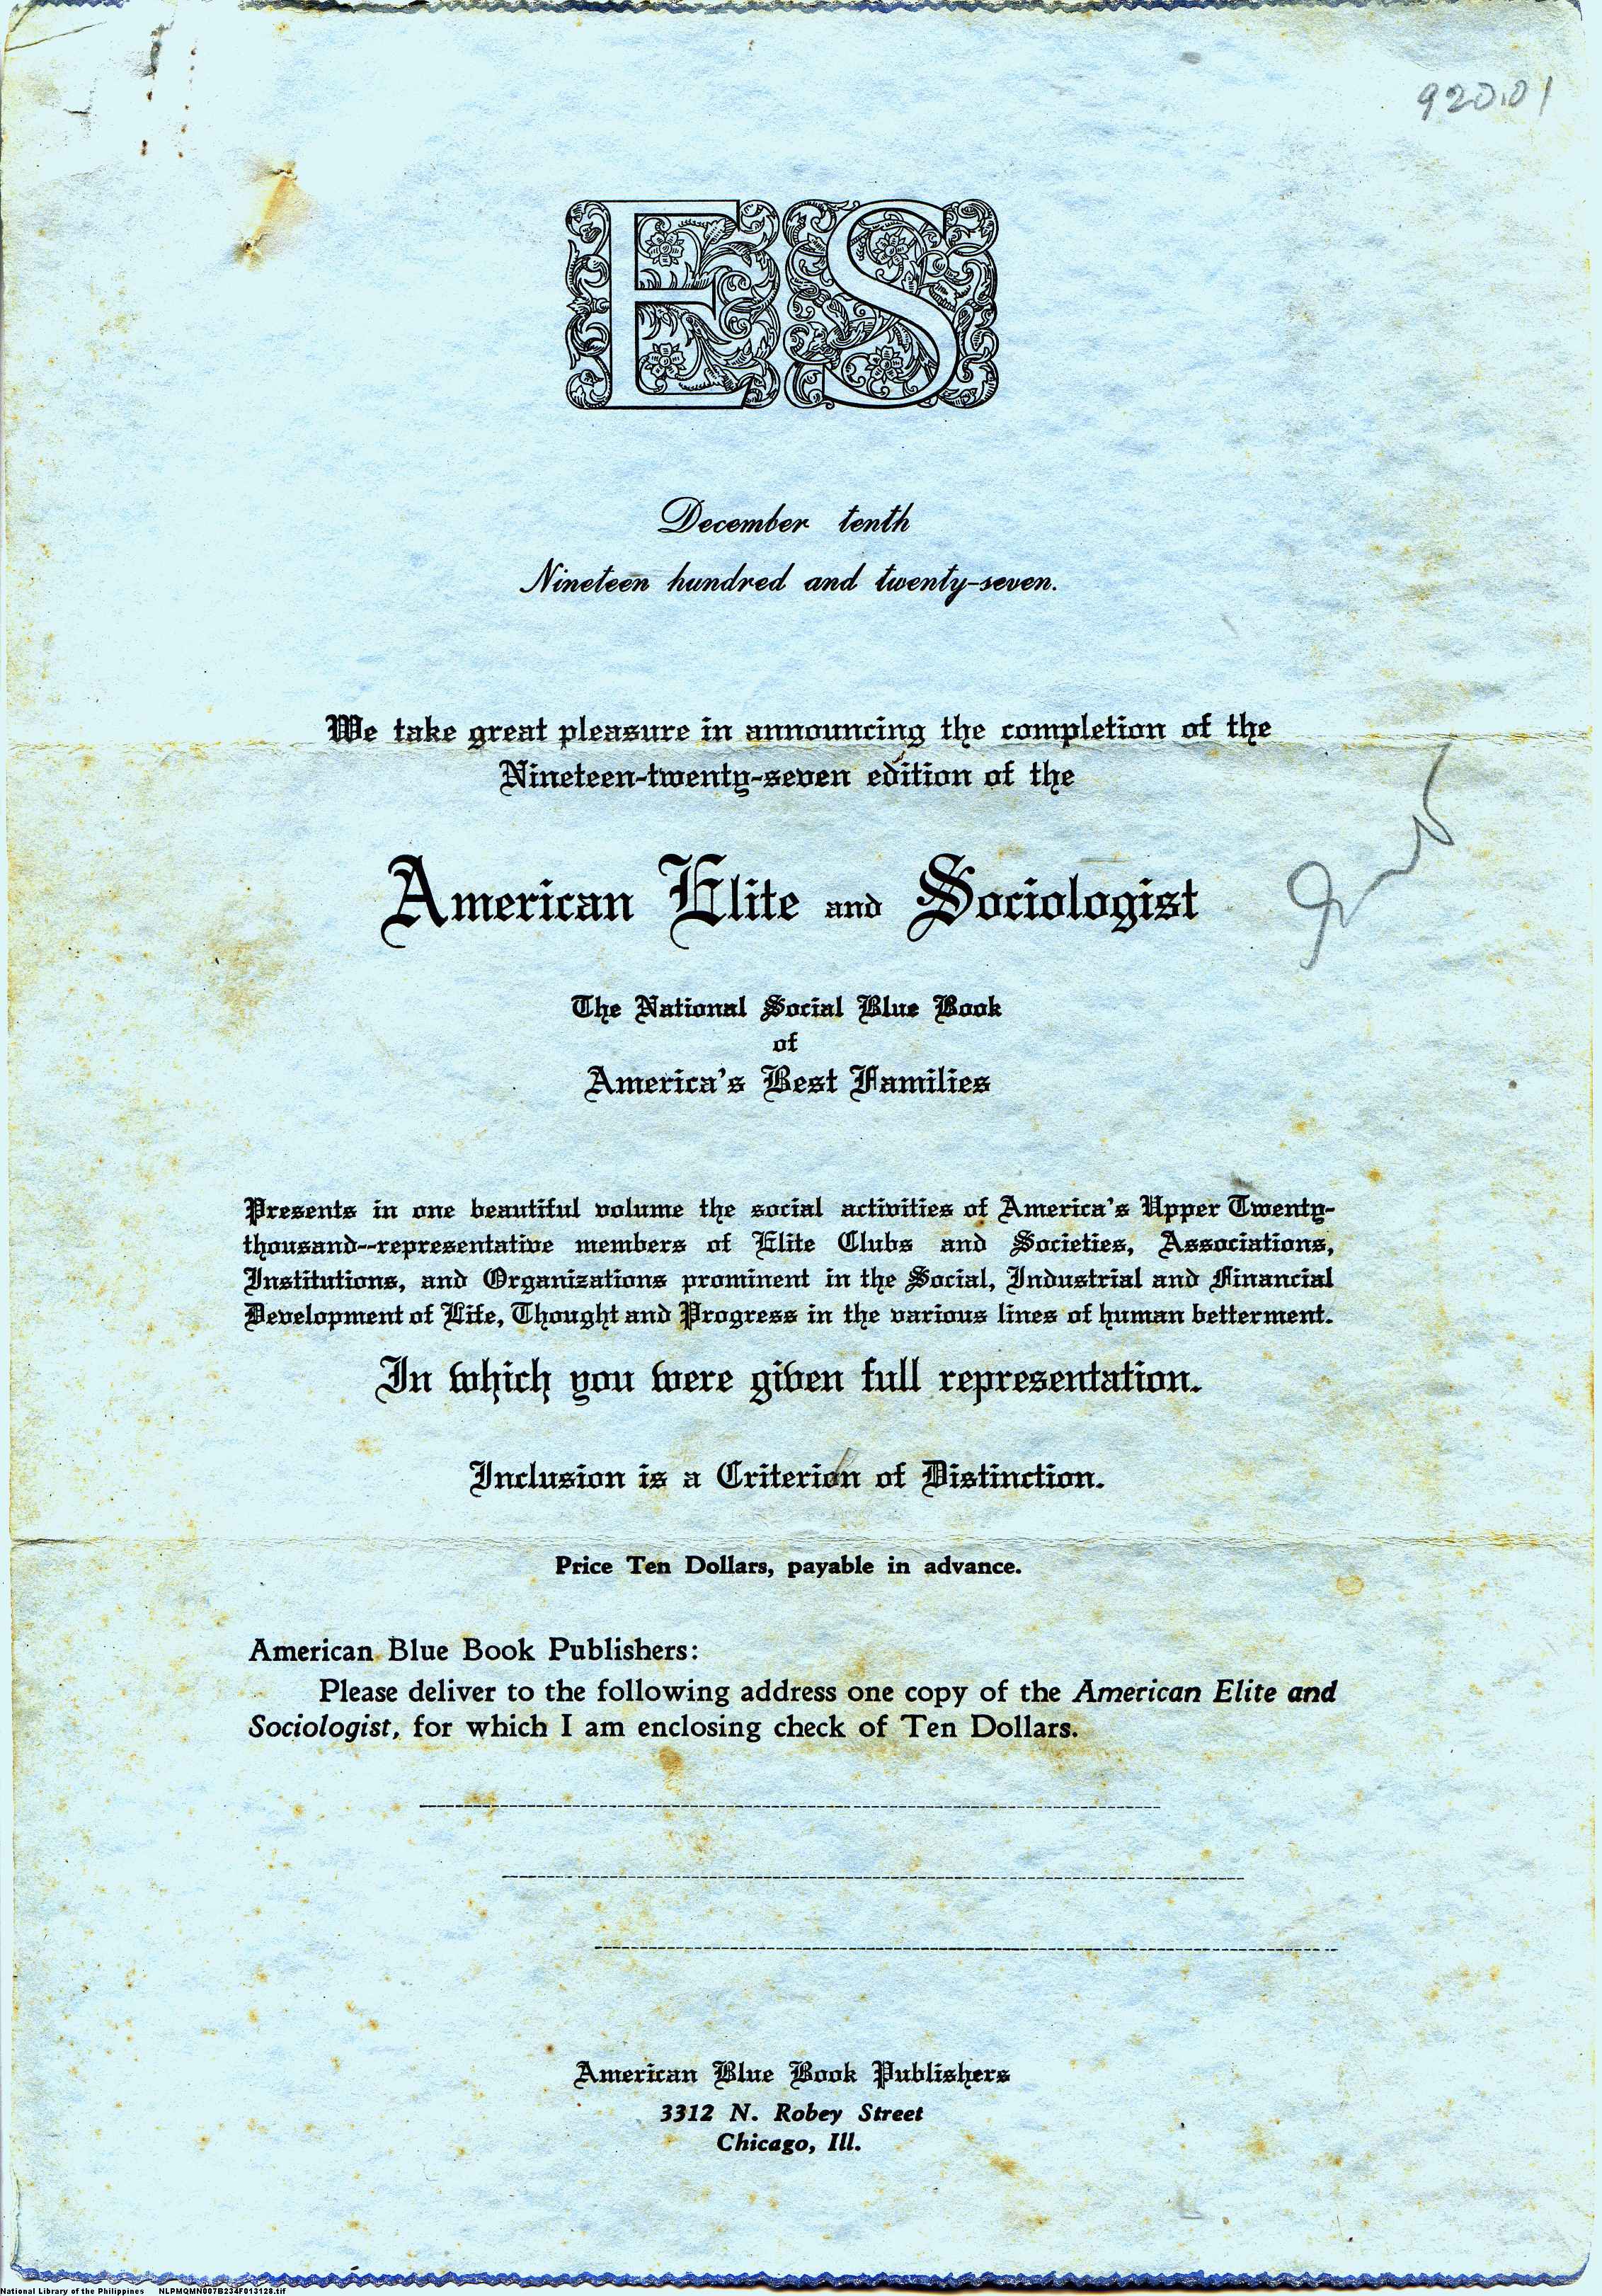 920.01
ES
December tenth
Nineteen hundred and twenty-seven.
We take great pleasure in announcing the completion of the
Nineteen-twenty-seven edition of the
American Elite and Sociologist
The National Social Blue Book
of
America's Best Families
Presents in one beautiful volume the social activities of America's Upper Twenty-
thousand--representative members of Elite Clubs and Societies, Associations,
Institutions, and Organizations prominent in the Social, Industrial and Financial
Development of Life, Thought and Progress in the various lines of human betterment.
In which you were given full representation.
Inclusion is a Criterion of Distinction.
Price Ten Dollars, payable in advance.
American Blue Book Publishers:
Please deliver to the following address one copy of the American Elite and
Sociologist, for which I am enclosing check of Ten Dollars.
American Blue Book Publishers
3312 N. Robey Street
Chicago, Ill.
National Library of the Philippines NLPMQMN007B234F013128.tif